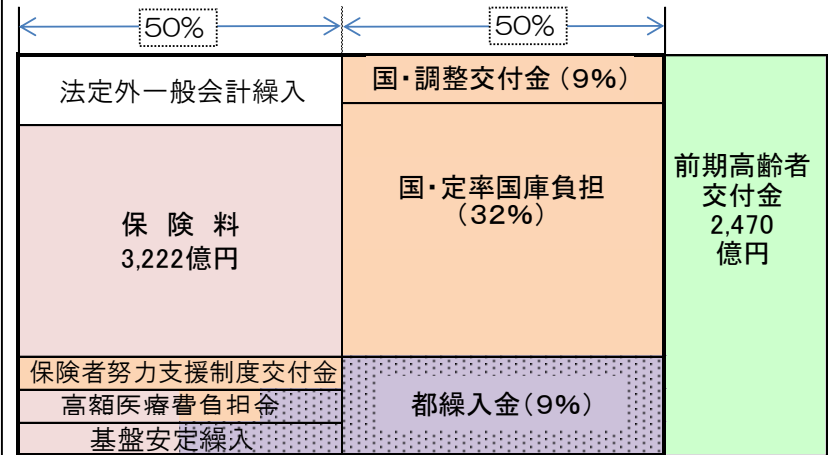 50%
50%
法定外一般会計繰入
国・調整交付金（9%）
保 険 料
3,222億円
国・定率国庫負担
（32%）
前期高齢者
交付金
2,470
億円
保険者努力支援制度交付金
高額医療費負担金
基盤安定繰入
都繰入金（9%）